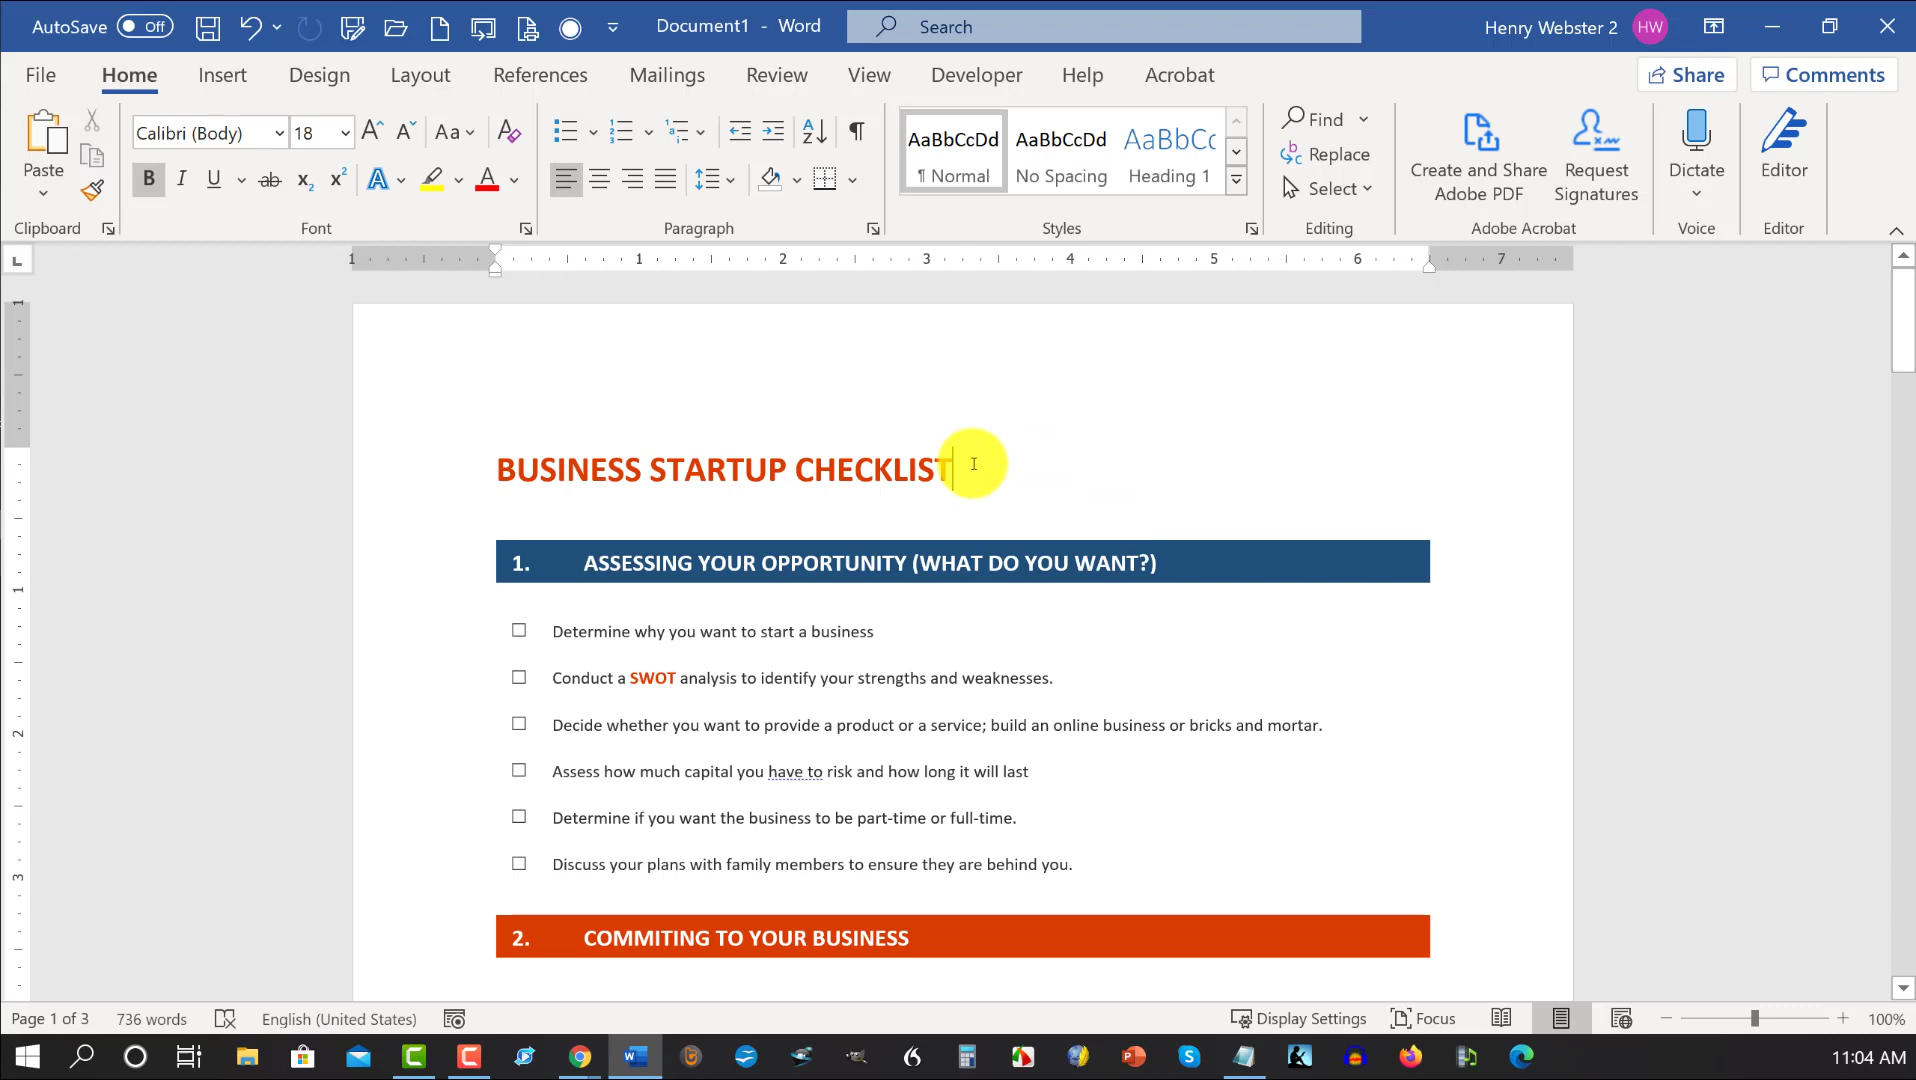 AutoSave Off Document1 - Word Search Henry Webster 2 HW
File Home Insert Design Layout References Mailings Review View Developer Help Acrobat Share Comments
Calibri (Body) 18 Aa AaBbCcDd AaBbCcDd AaBbCc Find
Paste Replace
¶ Normal No Spacing Heading 1 Select
Create and Share Adobe PDF Request Signatures Dictate Editor
Clipboard Font Paragraph Styles Editing Adobe Acrobat Voice Editor
1 1 2 3 4 5 6 7
BUSINESS STARTUP CHECKLIST
1. ASSESSING YOUR OPPORTUNITY (WHAT DO YOU WANT?)
Determine why you want to start a business
Conduct a SWOT analysis to identify your strengths and weaknesses.
Decide whether you want to provide a product or a service; build an online business or bricks and mortar.
Assess how much capital you have to risk and how long it will last
Determine if you want the business to be part-time or full-time.
Discuss your plans with family members to ensure they are behind you.
2. COMMITING TO YOUR BUSINESS
Page 1 of 3 736 words English (United States) Display Settings Focus 100%
11:04 AM